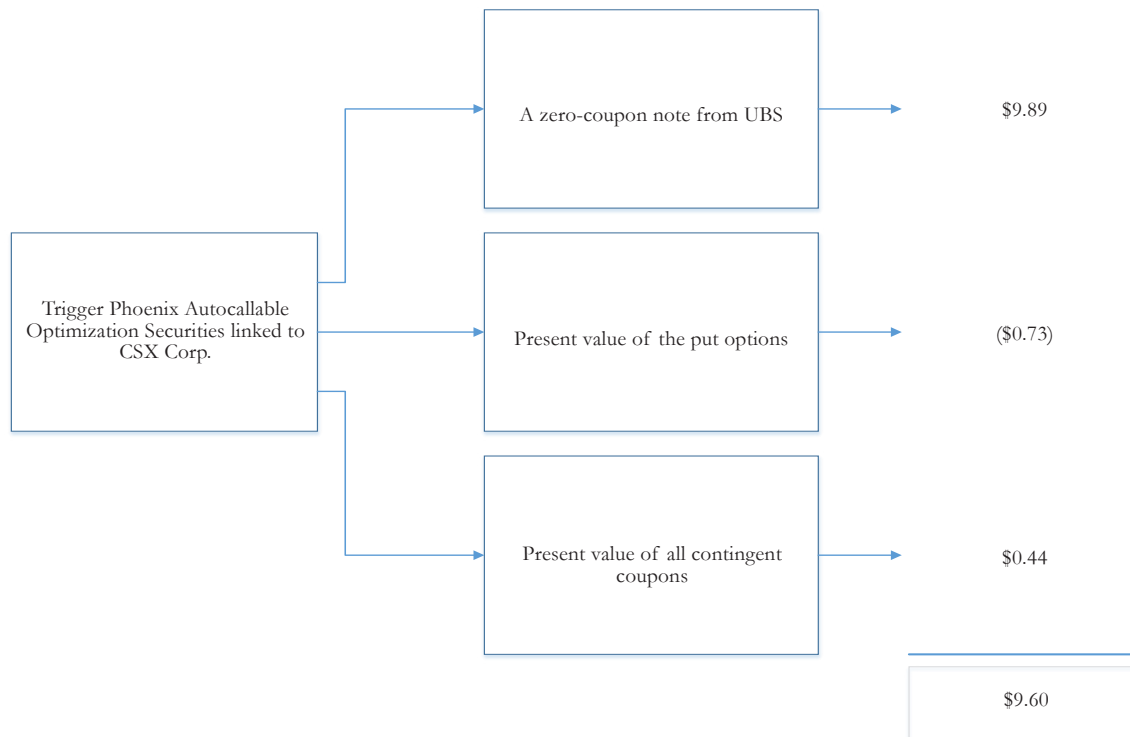 A zero-coupon note from UBS
$9.89
Trigger Phoenix Autocallable
Optimization Securities linked to
CSX Corp.
Present value of the put options
($0.73)
Present value of all contingent
coupons
$0.44
$9.60